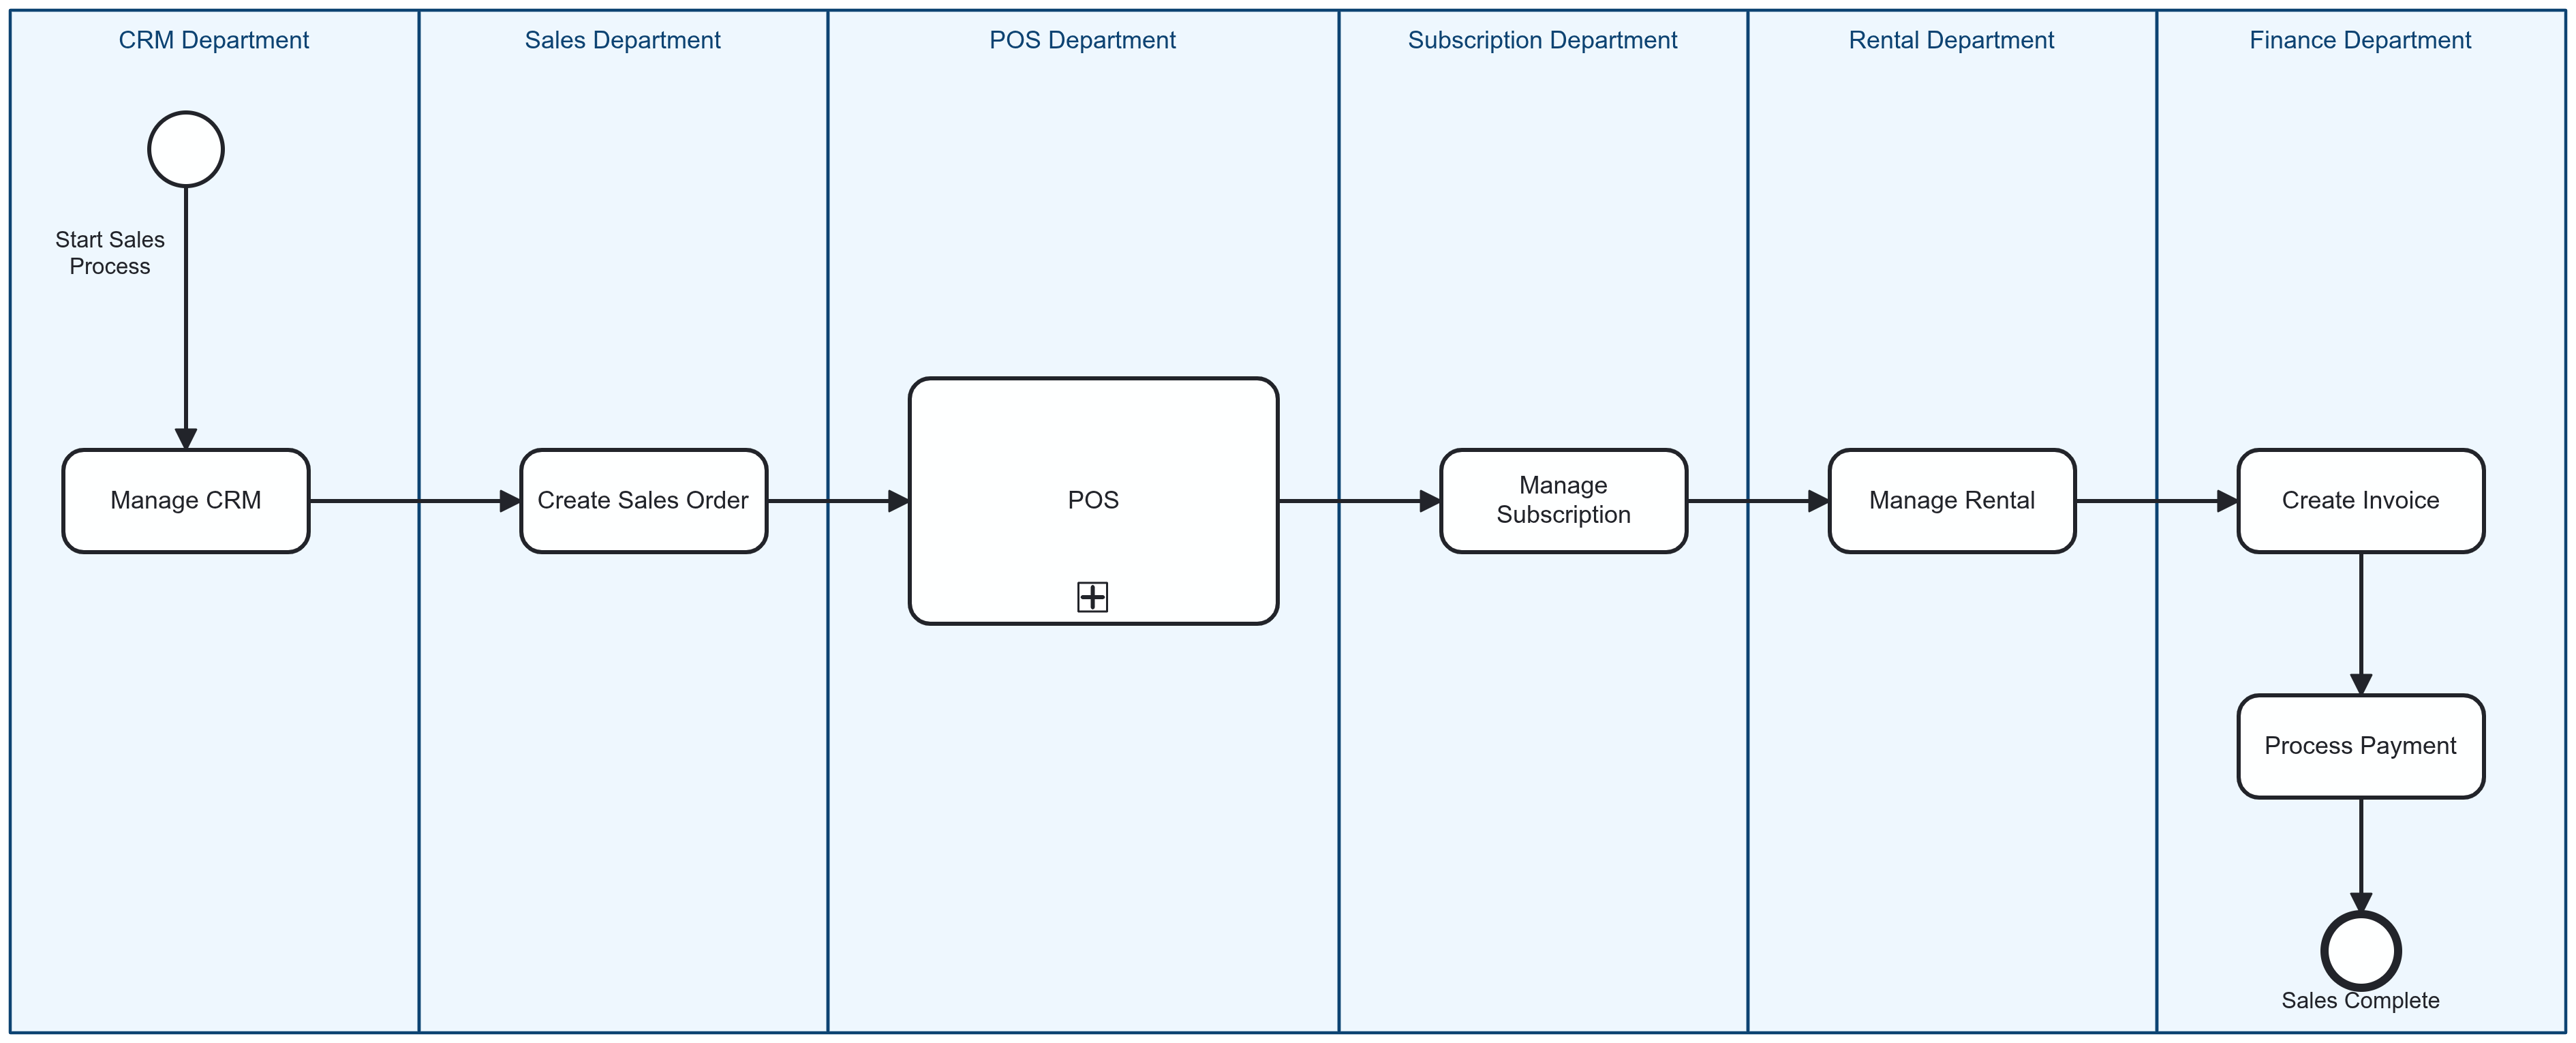 CRM Department
Sales Department
POS Department
Subscription Department
Rental Department
Finance Department
Start Sales
Process
Manage CRM
Create Sales Order
POS
Manage
Subscription
Manage Rental
Create Invoice
Process Payment
Sales Complete